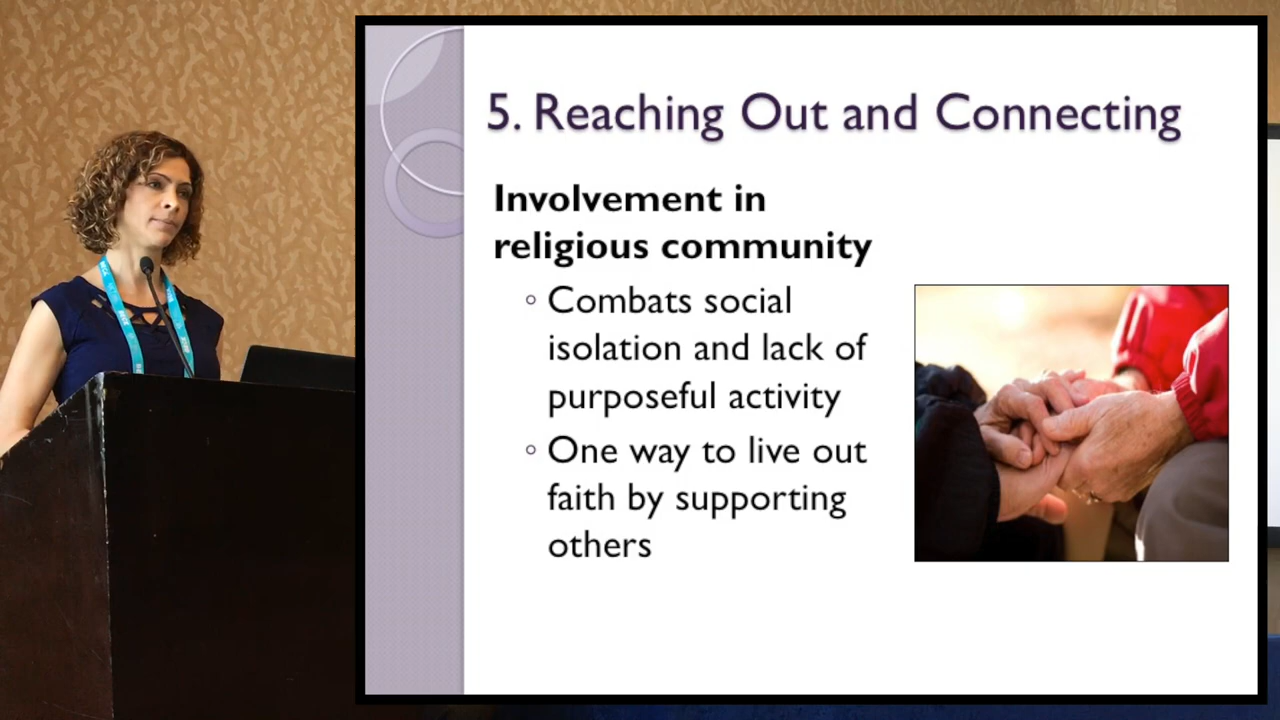 5. Reaching Out and Connecting
Involvement in
religious community
◦ Combats social
isolation and lack of
purposeful activity
◦ One way to live out
faith by supporting
others